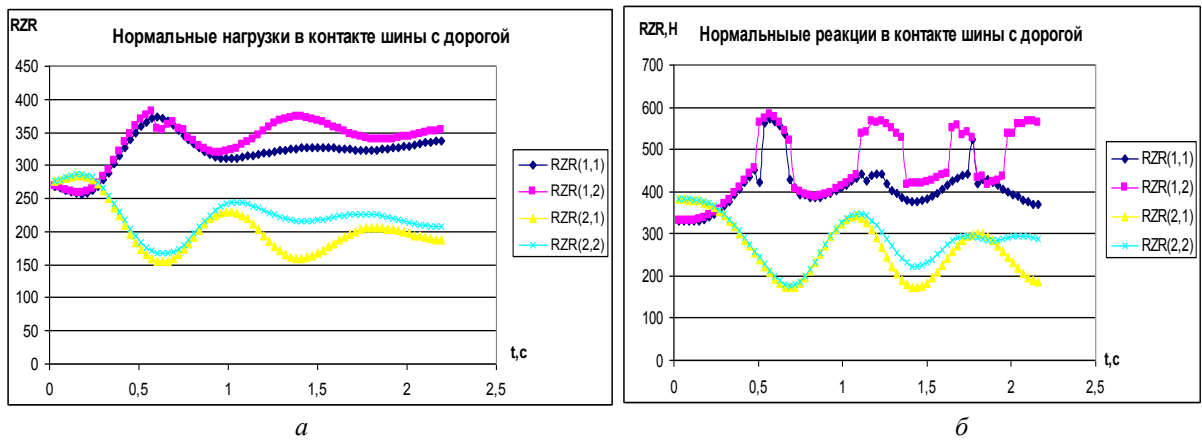 RZR
Нормальные нагрузки в контакте шины с дорогой
450
400
350
300
250
200
150
100
50
0
0
0,5
1
1,5
2
2,5
t,c
RZR(1,1)
RZR(1,2)
RZR(2,1)
RZR(2,2)
а
RZR,H
Нормальныые реакции в контакте шины с дорогой
700
600
500
400
300
200
100
0
0
0,5
1
1,5
2
2,5
t,c
RZR(1,1)
RZR(1,2)
RZR(2,1)
RZR(2,2)
б